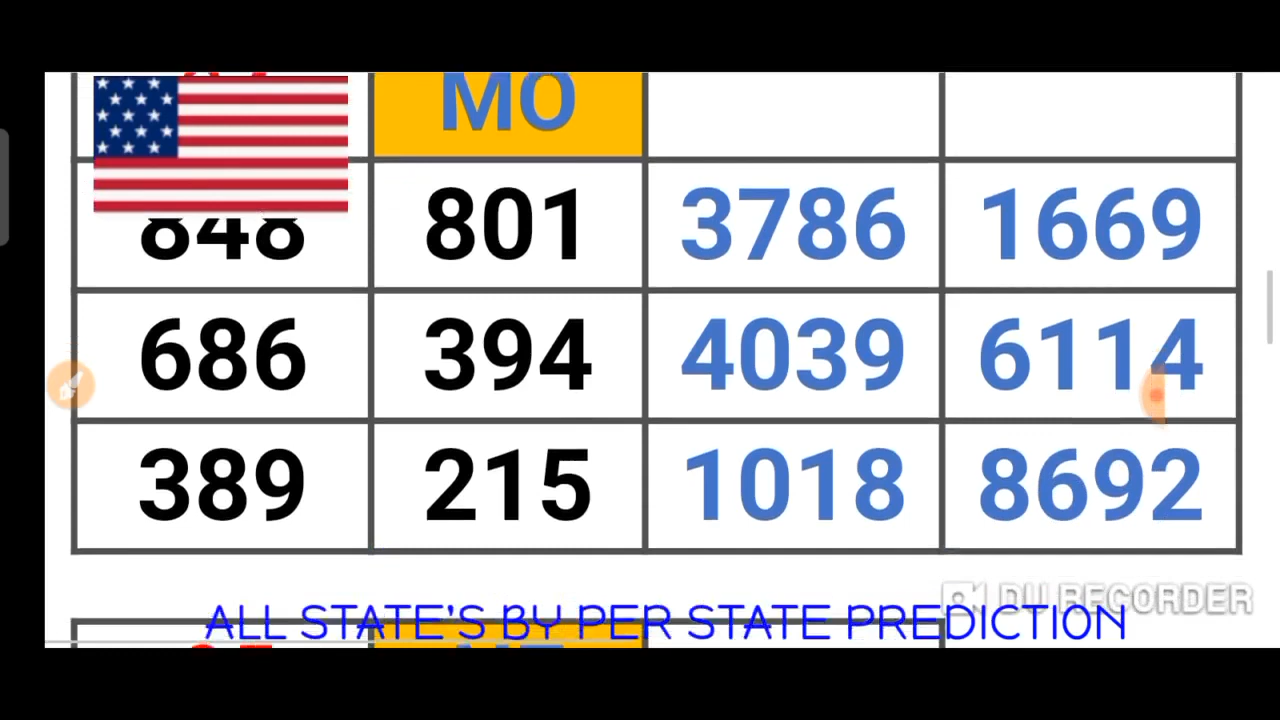 MO
848 801 3786 1669
686 394 4039 6114
389 215 1018 8692
DU RECORDER
ALL STATE'S BY PER STATE PREDICTION